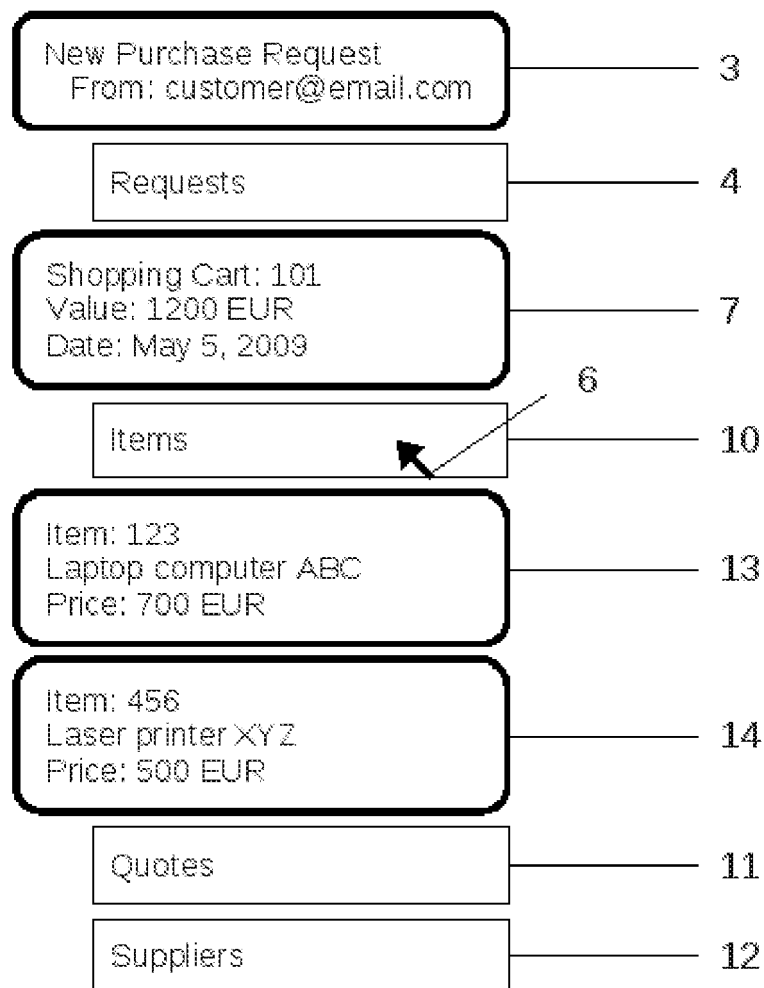 New Purchase Request
From: customer@email.com
3
Requests
4
Shopping Cart: 101
Value: 1200 EUR
Date: May 5, 2009
7
6
Items
10
Item: 123
Laptop computer ABC
Price: 700 EUR
13
Item: 456
Laser printer XYZ
Price: 500 EUR
14
Quotes
11
Suppliers
12